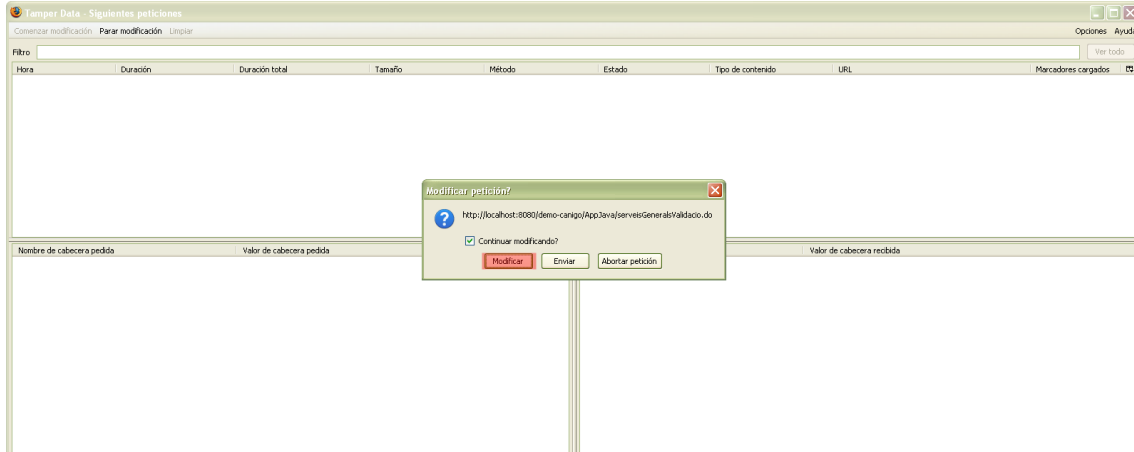 Tamper Data - Siguientes peticiones
Comenzar modificación Parar modificación Limpiar Opciones Ayuda
Filtro Ver todo
Hora Duración Duración total Tamaño Método Estado Tipo de contenido URL Marcadores cargados
Modificar petición?
http://localhost:8080/demo-canigo/AppJava/serveisGeneralsValidacio.do
Continuar modificando?
Modificar Enviar Abortar petición
Nombre de cabecera pedida Valor de cabecera pedida Valor de cabecera recibida